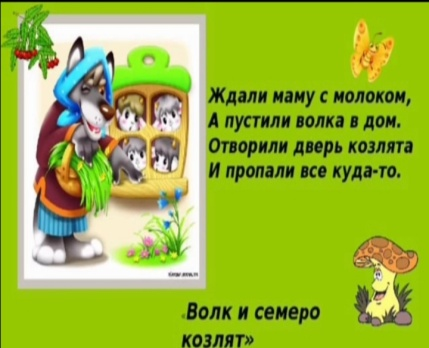 Ждали маму с молоком,
А пустили волка в дом.
Отворили дверь козлята
И пропали все куда-то.
«Волк и семеро
козлят»